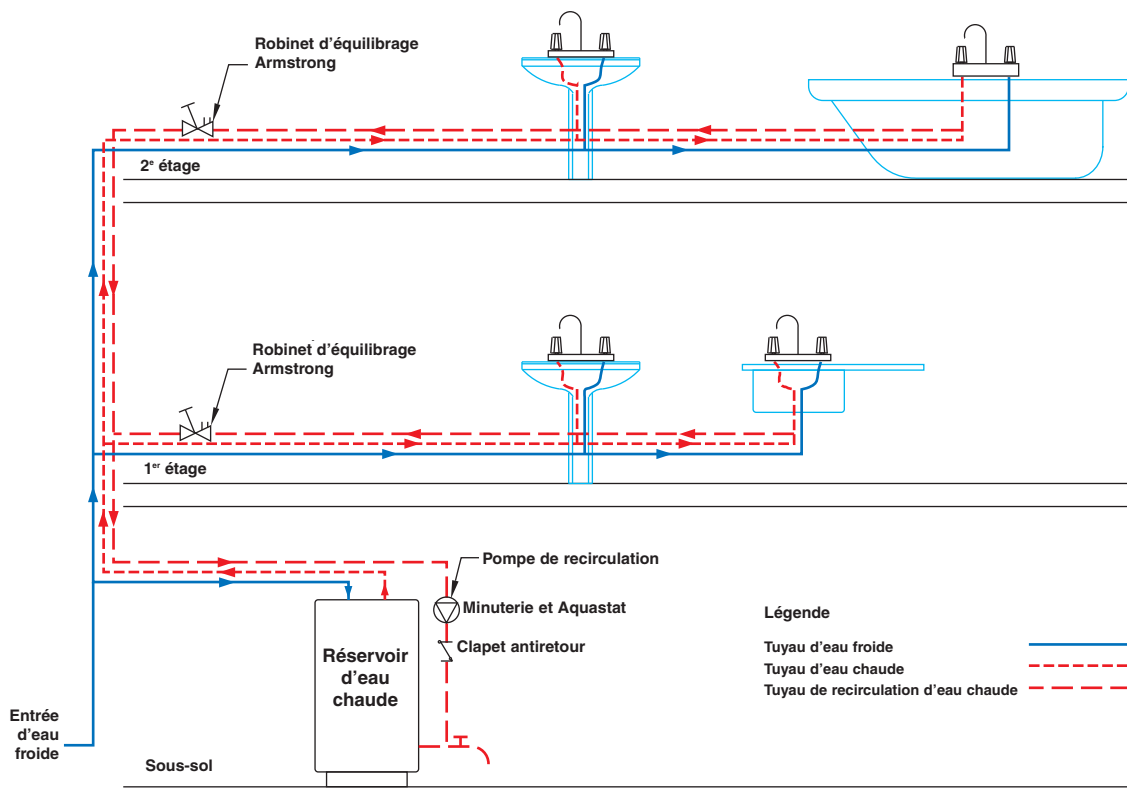 Robinet d'équilibrage
Armstrong
2e étage
Robinet d'équilibrage
Armstrong
1er étage
Pompe de recirculation
Minuterie et Aquastat
Clapet antiretour
Réservoir
d'eau
chaude
Légende
Tuyau d'eau froide
Tuyau d'eau chaude
Tuyau de recirculation d'eau chaude
Entrée
d'eau
froide
Sous-sol